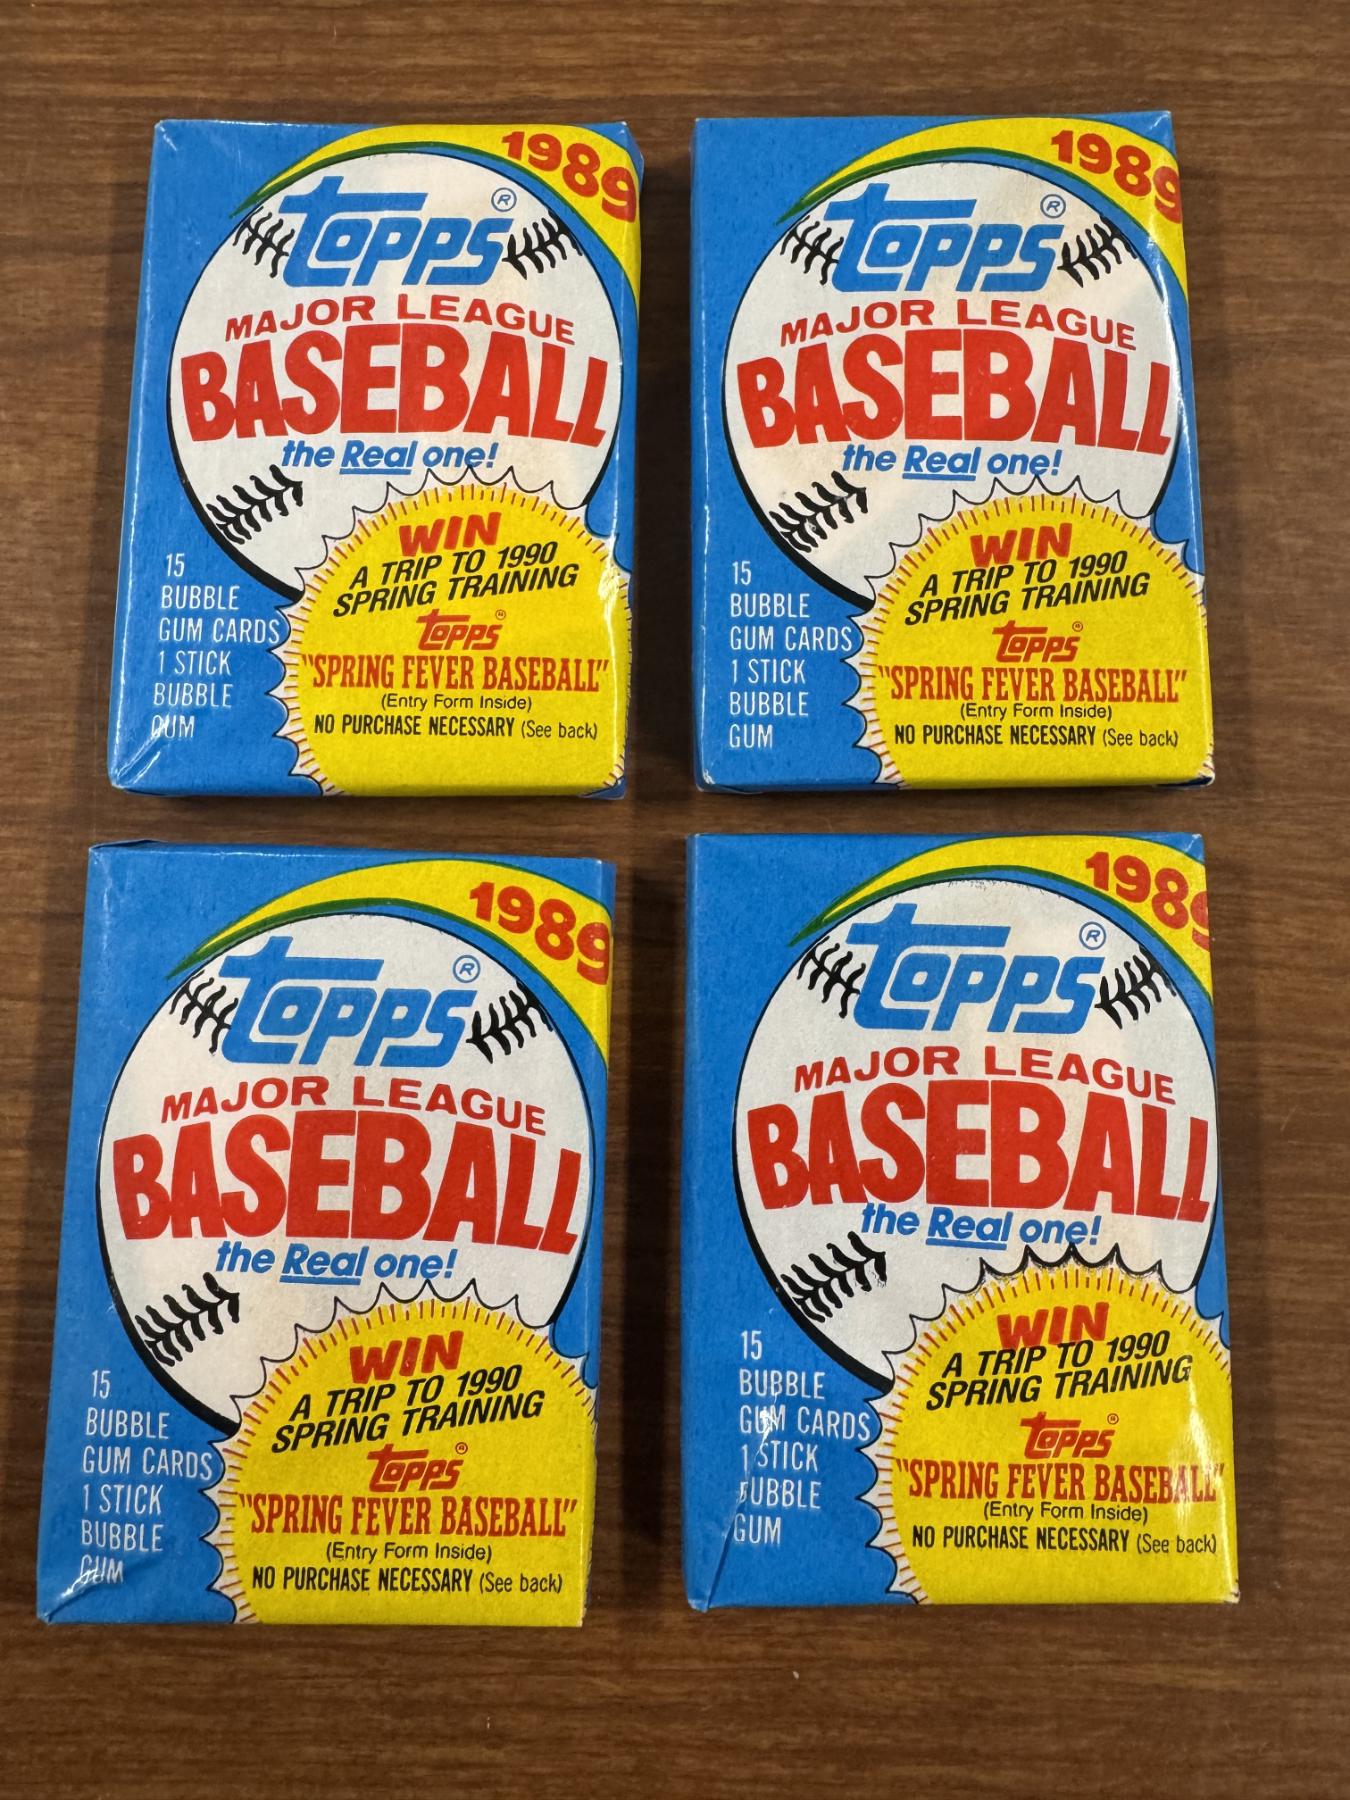 1989
Topps®
MAJOR LEAGUE
BASEBALL
the Real one!
15
BUBBLE
GUM CARDS
1 STICK
BUBBLE
GUM
WIN
A TRIP TO 1990
SPRING TRAINING
Topps®
"SPRING FEVER BASEBALL"
(Entry Form Inside)
NO PURCHASE NECESSARY (See back)
1989
Topps®
MAJOR LEAGUE
BASEBALL
the Real one!
15
BUBBLE
GUM CARDS
1 STICK
BUBBLE
GUM
WIN
A TRIP TO 1990
SPRING TRAINING
Topps®
"SPRING FEVER BASEBALL"
(Entry Form Inside)
NO PURCHASE NECESSARY (See back)
1989
Topps®
MAJOR LEAGUE
BASEBALL
the Real one!
15
BUBBLE
GUM CARDS
1 STICK
BUBBLE
GUM
WIN
A TRIP TO 1990
SPRING TRAINING
Topps®
"SPRING FEVER BASEBALL"
(Entry Form Inside)
NO PURCHASE NECESSARY (See back)
1989
Topps®
MAJOR LEAGUE
BASEBALL
the Real one!
15
BUBBLE
GUM CARDS
1 STICK
BUBBLE
GUM
WIN
A TRIP TO 1990
SPRING TRAINING
Topps®
"SPRING FEVER BASEBALL"
(Entry Form Inside)
NO PURCHASE NECESSARY (See back)